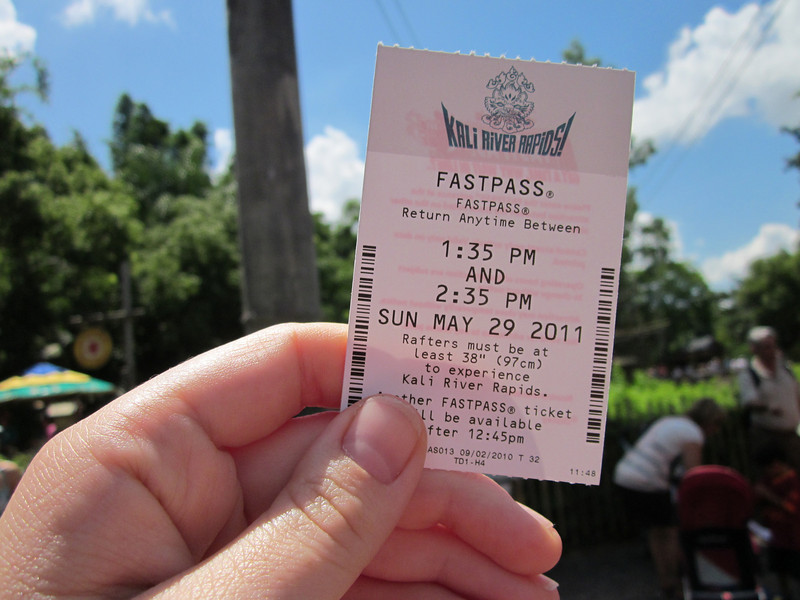 KALI RIVER RAPIDS!
FASTPASS®
FASTPASS®
Return Anytime Between
1:35 PM
AND
2:35 PM
SUN MAY 29 2011
Rafters must be at
least 38" (97cm)
to experience
Kali River Rapids.
FASTPASS® ticket
be available
12:45pm
AS013 09/02/2010 T 32
TD1-H4
11:48